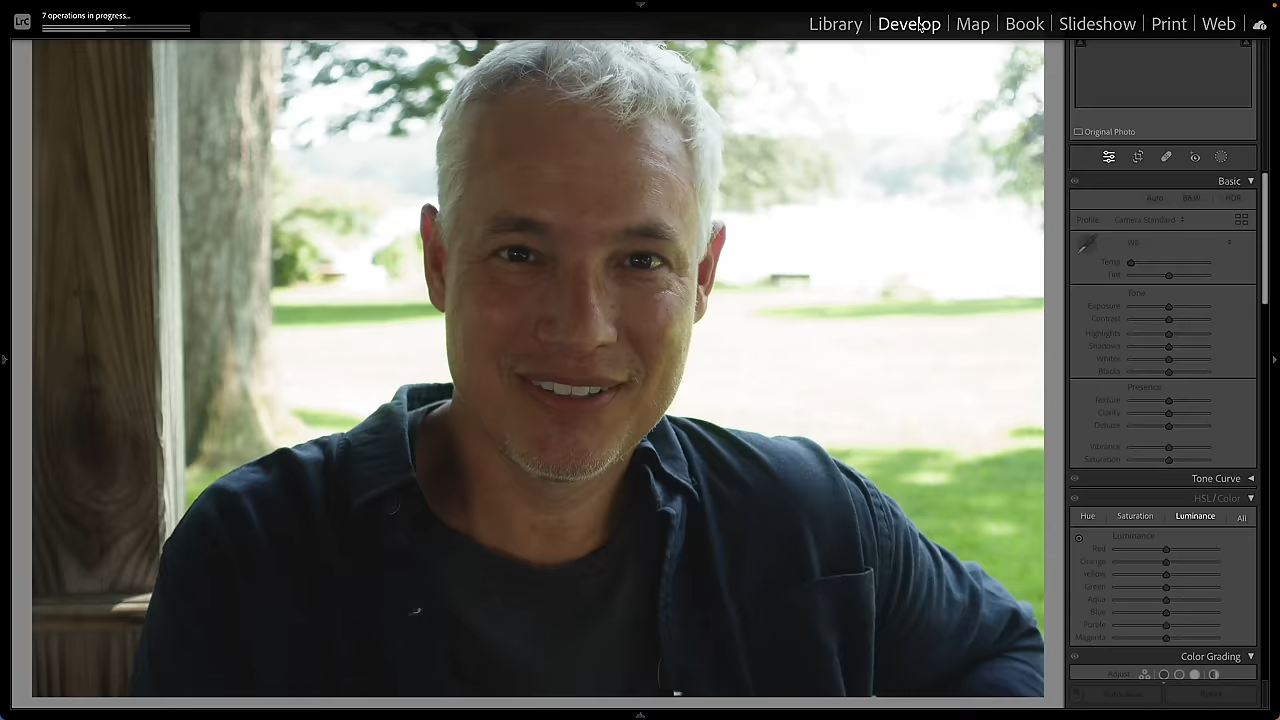 LrC
7 operations in progress...
Library | Develop | Map | Book | Slideshow | Print | Web
Original Photo
Basic
Auto B&W HDR
Profile: Camera Standard
WB
Temp
Tint
Tone
Exposure
Contrast
Highlights
Shadows
Whites
Blacks
Presence
Texture
Clarity
Dehaze
Vibrance
Saturation
Tone Curve
HSL/Color
Hue Saturation Luminance All
Luminance
Red
Orange
Yellow
Green
Aqua
Blue
Purple
Magenta
Color Grading
Adjust